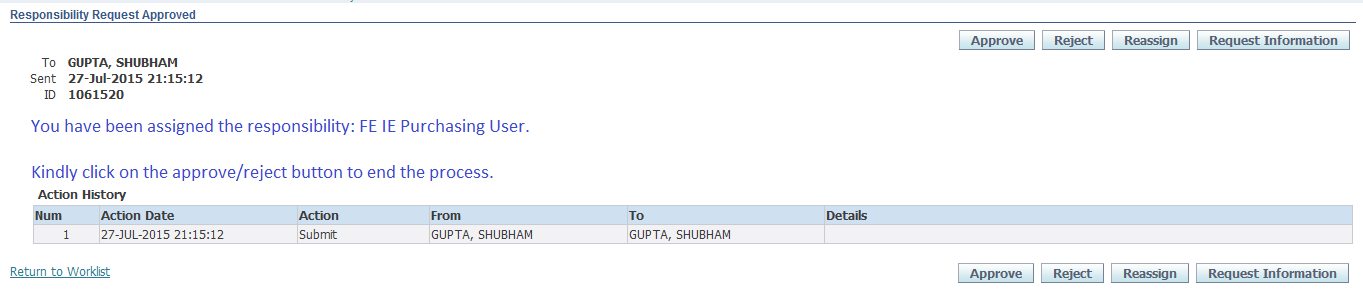 Responsibility Request Approved
Approve Reject Reassign Request Information
To GUPTA, SHUBHAM
Sent 27-Jul-2015 21:15:12
ID 1061520
You have been assigned the responsibility: FE IE Purchasing User.
Kindly click on the approve/reject button to end the process.
Action History
Num Action Date Action From To Details
1 27-JUL-2015 21:15:12 Submit GUPTA, SHUBHAM GUPTA, SHUBHAM
Return to Worklist Approve Reject Reassign Request Information